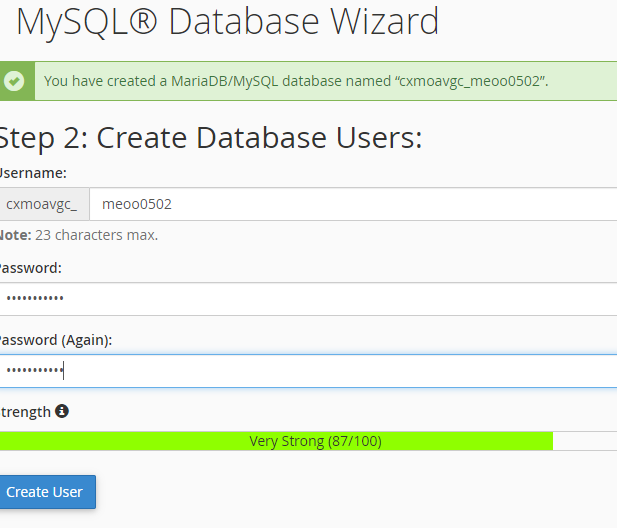 MySQL® Database Wizard
You have created a MariaDB/MySQL database named “cxmoavgc_meoo0502”.
Step 2: Create Database Users:
Username:
cxmoavgc_ meoo0502
Note: 23 characters max.
Password:
•••••••••••
Password (Again):
•••••••••••
Strength
Very Strong (87/100)
Create User